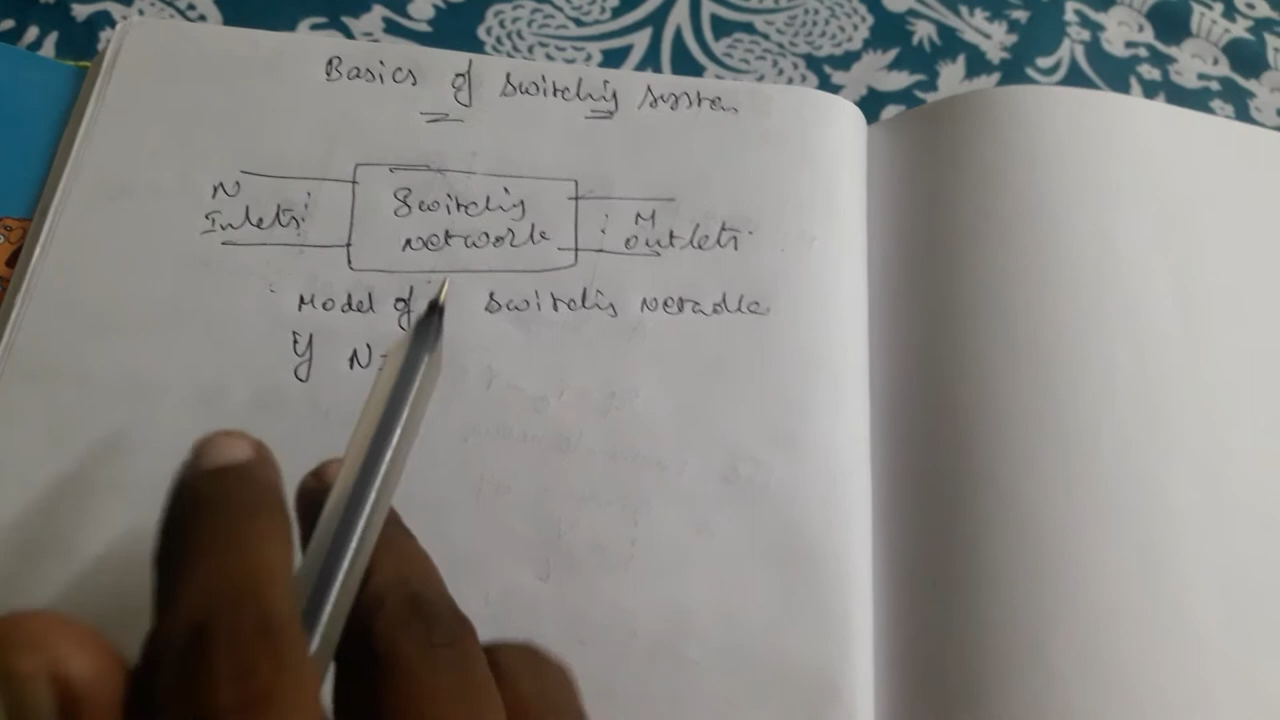 Basics of Switching System
N
Inlets
Switching
network
M
outlets
Model of Switching network
If N=